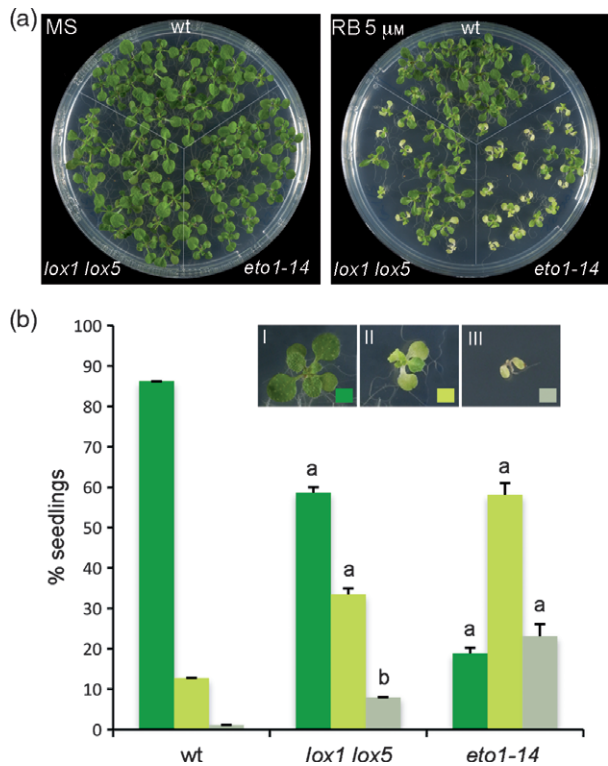 (a)
MS
wt
lox1 lox5
eto1-14
RB 5 μM
wt
lox1 lox5
eto1-14
(b)
% seedlings
100
90
80
70
60
50
40
30
20
10
0
I
II
III
a
a
b
a
a
a
wt
lox1 lox5
eto1-14